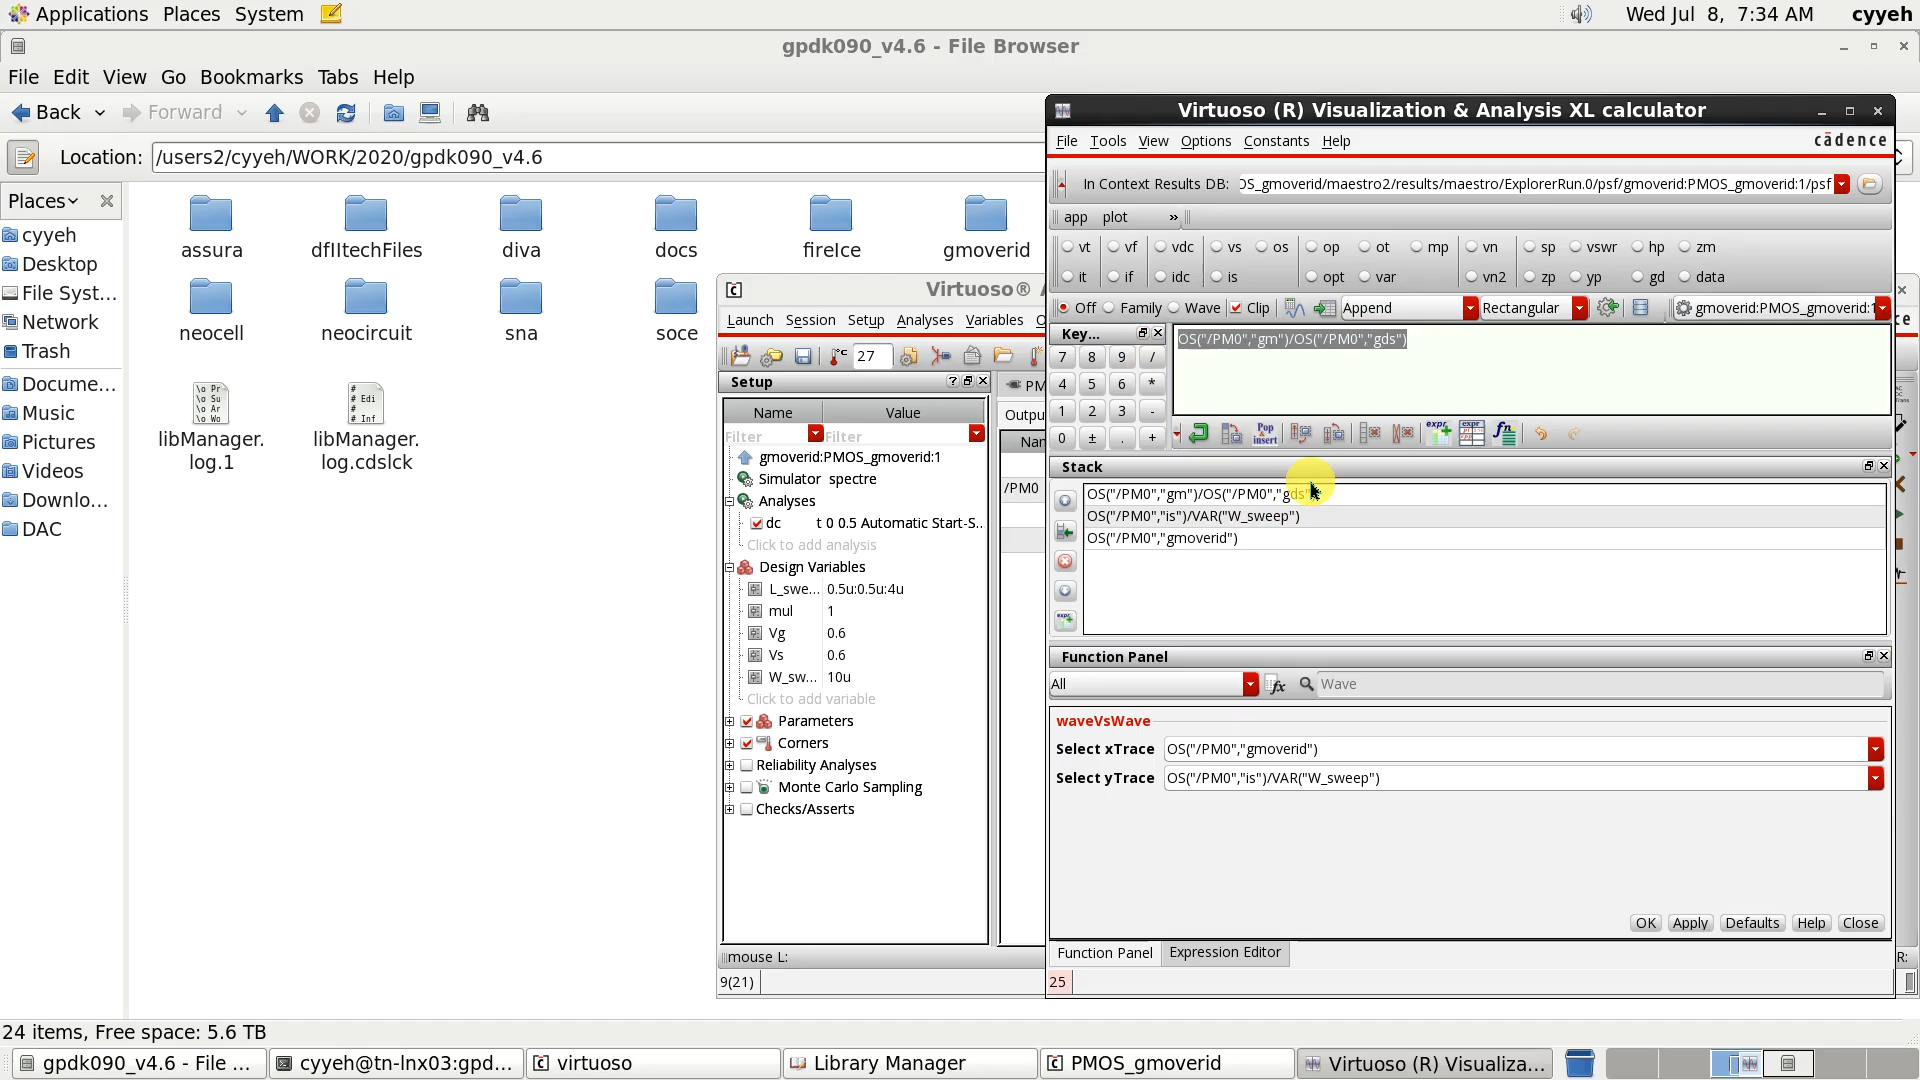 Applications Places System
Wed Jul 8, 7:34 AM cyyeh
gpdk090_v4.6 - File Browser
File Edit View Go Bookmarks Tabs Help
Back Forward
Location: /users2/cyyeh/WORK/2020/gpdk090_v4.6
Places
cyyeh
Desktop
File Syst...
Network
Trash
Docume...
Music
Pictures
Videos
Downlo...
DAC
assura dfIItechFiles diva docs fireIce gmoverid
neocell neocircuit sna soce
libManager.
log.1
libManager.
log.cdslck
24 items, Free space: 5.6 TB
Virtuoso® A
Launch Session Setup Analyses Variables O
27
Setup
Name Value
Filter Filter
gmoverid:PMOS_gmoverid:1
Simulator spectre
Analyses
dc t 0 0.5 Automatic Start-S..
Click to add analysis
Design Variables
L_swe... 0.5u:0.5u:4u
mul 1
Vg 0.6
Vs 0.6
W_sw... 10u
Click to add variable
Parameters
Corners
Reliability Analyses
Monte Carlo Sampling
Checks/Asserts
PM
Outpu
Nan
/PM0
mouse L:
R:
9(21)
Virtuoso (R) Visualization & Analysis XL calculator
File Tools View Options Constants Help
cādence
In Context Results DB: OS_gmoverid/maestro2/results/maestro/ExplorerRun.0/psf/gmoverid:PMOS_gmoverid:1/psf
app plot »
vt vf vdc vs os op ot mp vn sp vswr hp zm
it if idc is opt var vn2 zp yp gd data
Off Family Wave Clip Append Rectangular gmoverid:PMOS_gmoverid:1
Key...
7 8 9 /
4 5 6 *
1 2 3 -
0 ± . +
OS("/PM0","gm")/OS("/PM0","gds")
Pop
insert
expr
expr
fn
Stack
OS("/PM0","gm")/OS("/PM0","gds")
OS("/PM0","is")/VAR("W_sweep")
OS("/PM0","gmoverid")
Function Panel
All fx Wave
waveVsWave
Select xTrace OS("/PM0","gmoverid")
Select yTrace OS("/PM0","is")/VAR("W_sweep")
OK Apply Defaults Help Close
Function Panel Expression Editor
25
gpdk090_v4.6 - File ... cyyeh@tn-lnx03:gpd... virtuoso Library Manager PMOS_gmoverid Virtuoso (R) Visualiza...